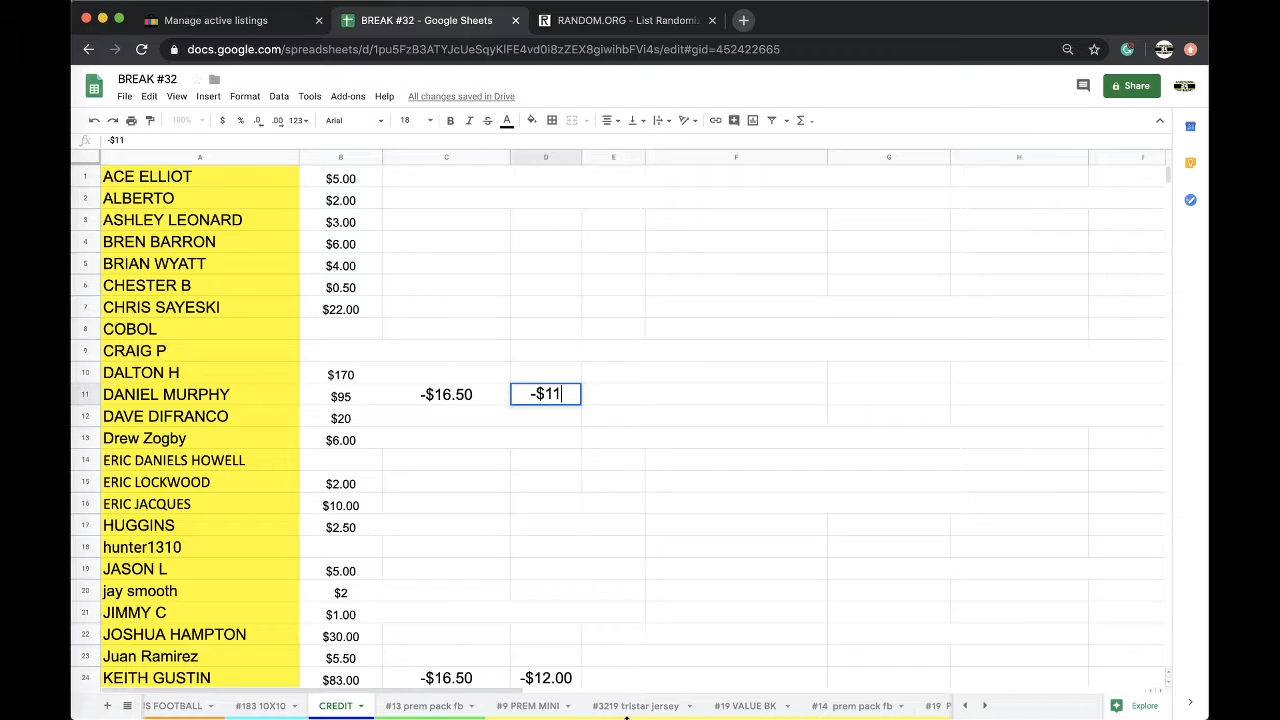 Manage active listings
BREAK #32 - Google Sheets
RANDOM.ORG - List Randomiz
docs.google.com/spreadsheets/d/1pu5FzB3ATYJcUeSqyKIFE4vd0i8zZEX8giwihbFVi4s/edit#gid=452422665
BREAK #32
File Edit View Insert Format Data Tools Add-ons Help All changes saved in Drive
Share
100% $ % .0 .00 123 Arial 18 B I S A
fx -$11
A B C D E F G H I
1 ACE ELLIOT $5.00
2 ALBERTO $2.00
3 ASHLEY LEONARD $3.00
4 BREN BARRON $6.00
5 BRIAN WYATT $4.00
6 CHESTER B $0.50
7 CHRIS SAYESKI $22.00
8 COBOL
9 CRAIG P
10 DALTON H $170
11 DANIEL MURPHY $95 -$16.50 -$11
12 DAVE DIFRANCO $20
13 Drew Zogby $6.00
14 ERIC DANIELS HOWELL
15 ERIC LOCKWOOD $2.00
16 ERIC JACQUES $10.00
17 HUGGINS $2.50
18 hunter1310
19 JASON L $5.00
20 jay smooth $2
21 JIMMY C $1.00
22 JOSHUA HAMPTON $30.00
23 Juan Ramirez $5.50
24 KEITH GUSTIN $83.00 -$16.50 -$12.00
S FOOTBALL #183 10X10 CREDIT #13 prem pack fb #9 PREM MINI #3219 tristar jersey #19 VALUE BK #14 prem pack fb #19 P
Explore